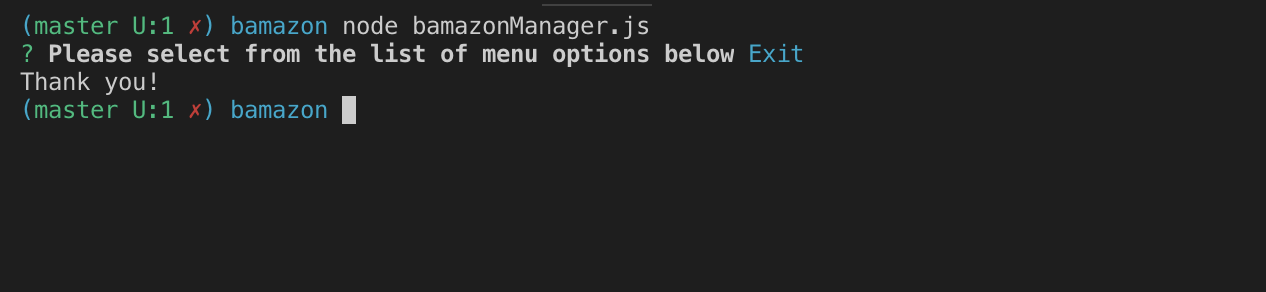 (master U:1 ✗) bamazon node bamazonManager.js
? Please select from the list of menu options below Exit
Thank you!
(master U:1 ✗) bamazon